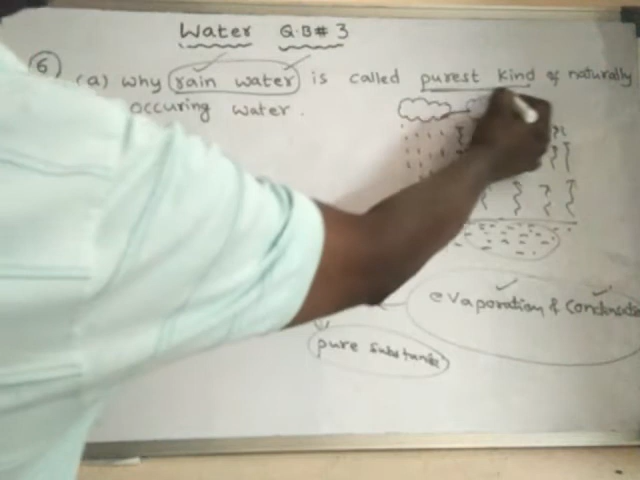 Water Q.B# 3
6 (a) why rain water is called purest kind of naturally
occuring water.
evaporation & Condensation
pure substance